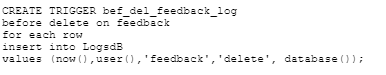 CREATE TRIGGER bef_del_feedback_log
before delete on feedback
for each row
insert into LogsdB
values (now(),user(),'feedback','delete', database());